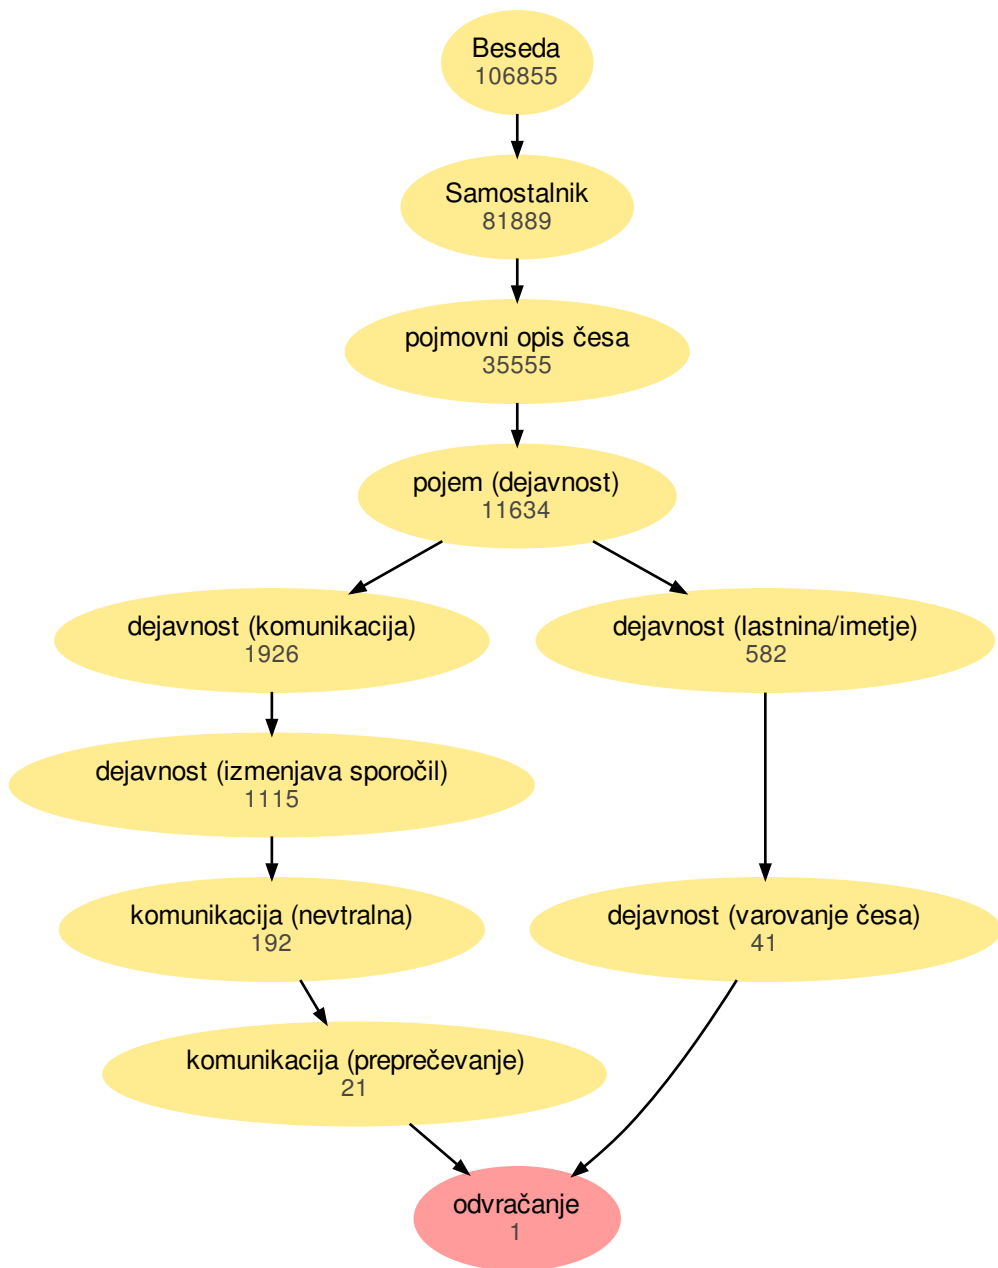 Beseda
106855
Samostalnik
81889
pojmovni opis česa
35555
pojem (dejavnost)
11634
dejavnost (komunikacija)
1926
dejavnost (lastnina/imetje)
582
dejavnost (izmenjava sporočil)
1115
komunikacija (nevtralna)
192
dejavnost (varovanje česa)
41
komunikacija (preprečevanje)
21
odvračanje
1